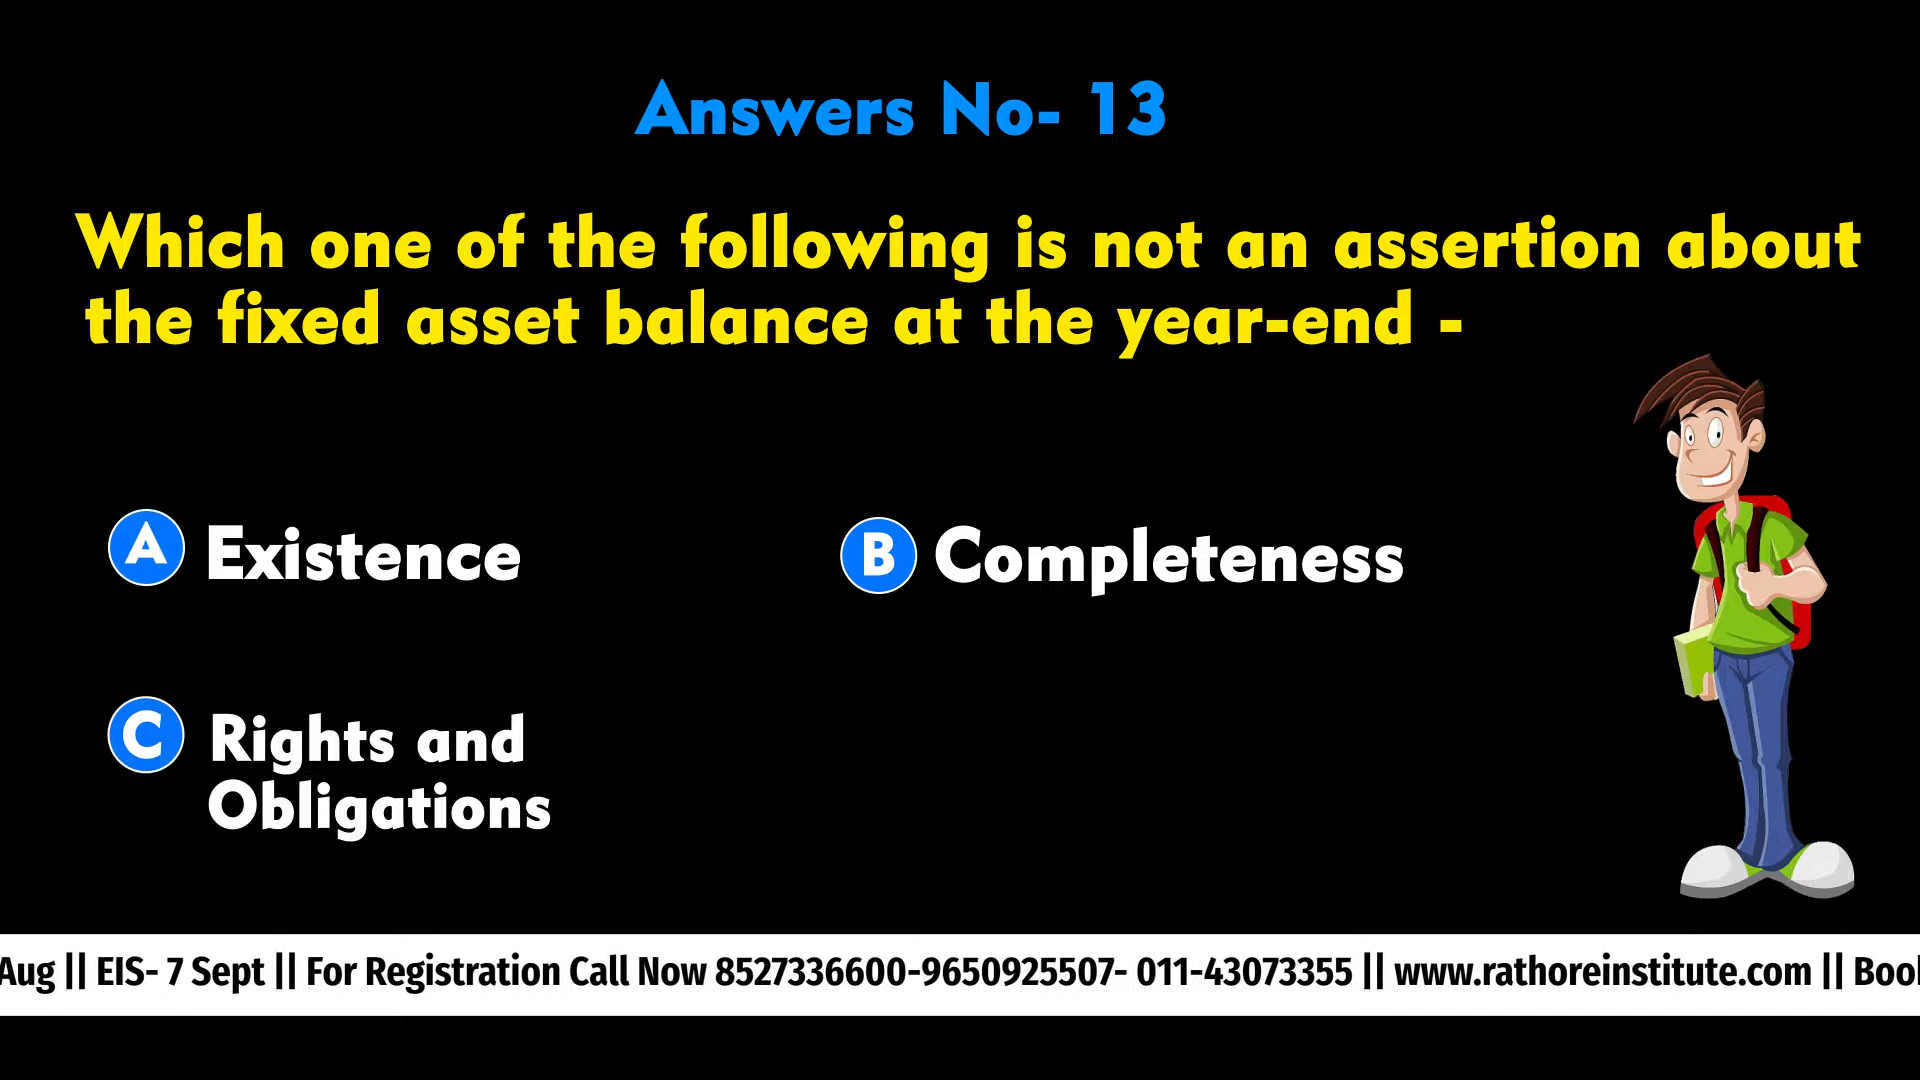 Answers No- 13
Which one of the following is not an assertion about
the fixed asset balance at the year-end -
A Existence
B Completeness
C Rights and
Obligations
Aug || EIS- 7 Sept || For Registration Call Now 8527336600-9650925507- 011-43073355 || www.rathoreinstitute.com ||